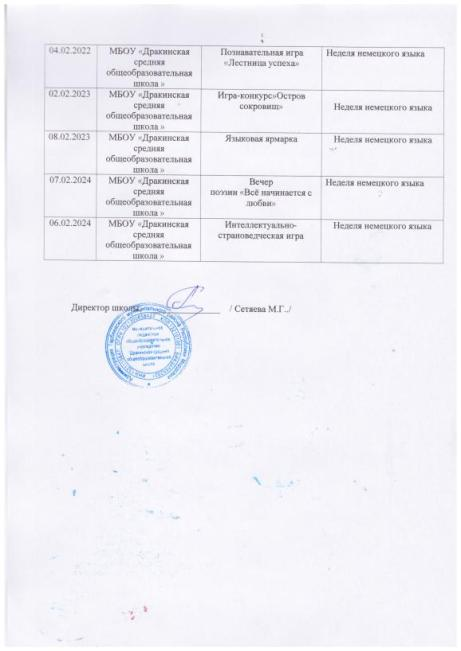 04.02.2022 МБОУ «Дракинская средняя общеобразовательная школа » Познавательная игра «Лестница успеха» Неделя немецкого языка
02.02.2023 МБОУ «Дракинская средняя общеобразовательная школа » Игра-конкурс»Остров сокровищ» Неделя немецкого языка
08.02.2023 МБОУ «Дракинская средняя общеобразовательная школа » Языковая ярмарка Неделя немецкого языка
07.02.2024 МБОУ «Дракинская средняя общеобразовательная школа » Вечер поэзии «Всё начинается с любви» Неделя немецкого языка
06.02.2024 МБОУ «Дракинская средняя общеобразовательная школа » Интеллектуально-страноведческая игра Неделя немецкого языка
Директор школы / Сетяева М.Г../
общеобразовательное
учреждение
общеобразовательная
школа